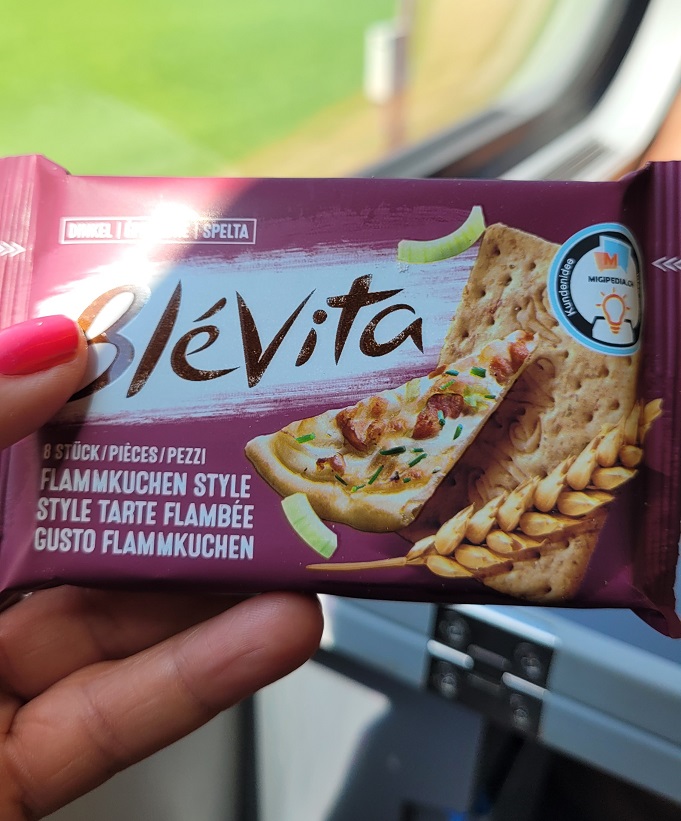 DINKEL | SPELTA
Blévita
Kundenidee
M
MIGIPEDIA.CH
8 STÜCK/PIÈCES/PEZZI
FLAMMKUCHEN STYLE
STYLE TARTE FLAMBÉE
GUSTO FLAMMKUCHEN